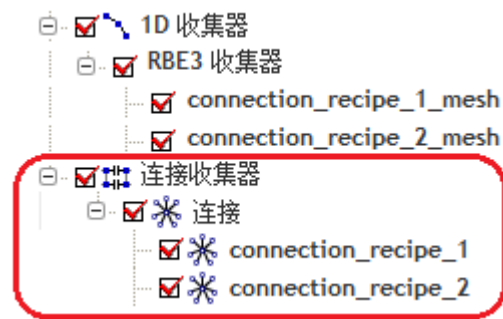 1D 收集器
RBE3 收集器
connection_recipe_1_mesh
connection_recipe_2_mesh
连接收集器
连接
connection_recipe_1
connection_recipe_2